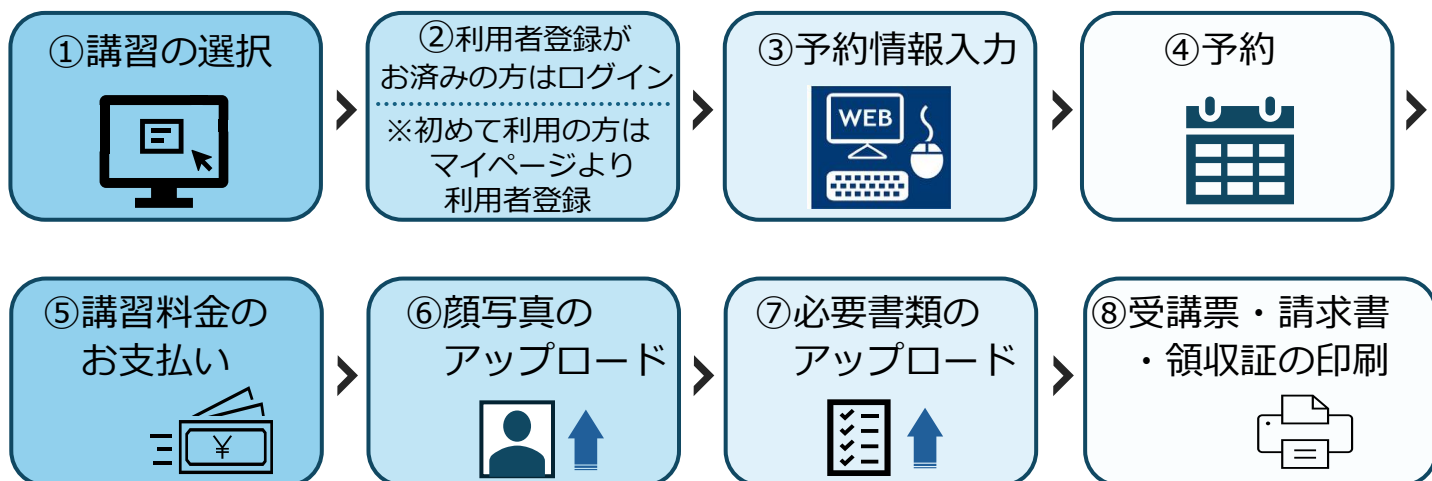 ①講習の選択
②利用者登録が
お済みの方はログイン
※初めて利用の方は
マイページより
利用者登録
③予約情報入力
WEB
④予約
⑤講習料金の
お支払い
¥
⑥顔写真の
アップロード
⑦必要書類の
アップロード
⑧受講票・請求書
・領収証の印刷